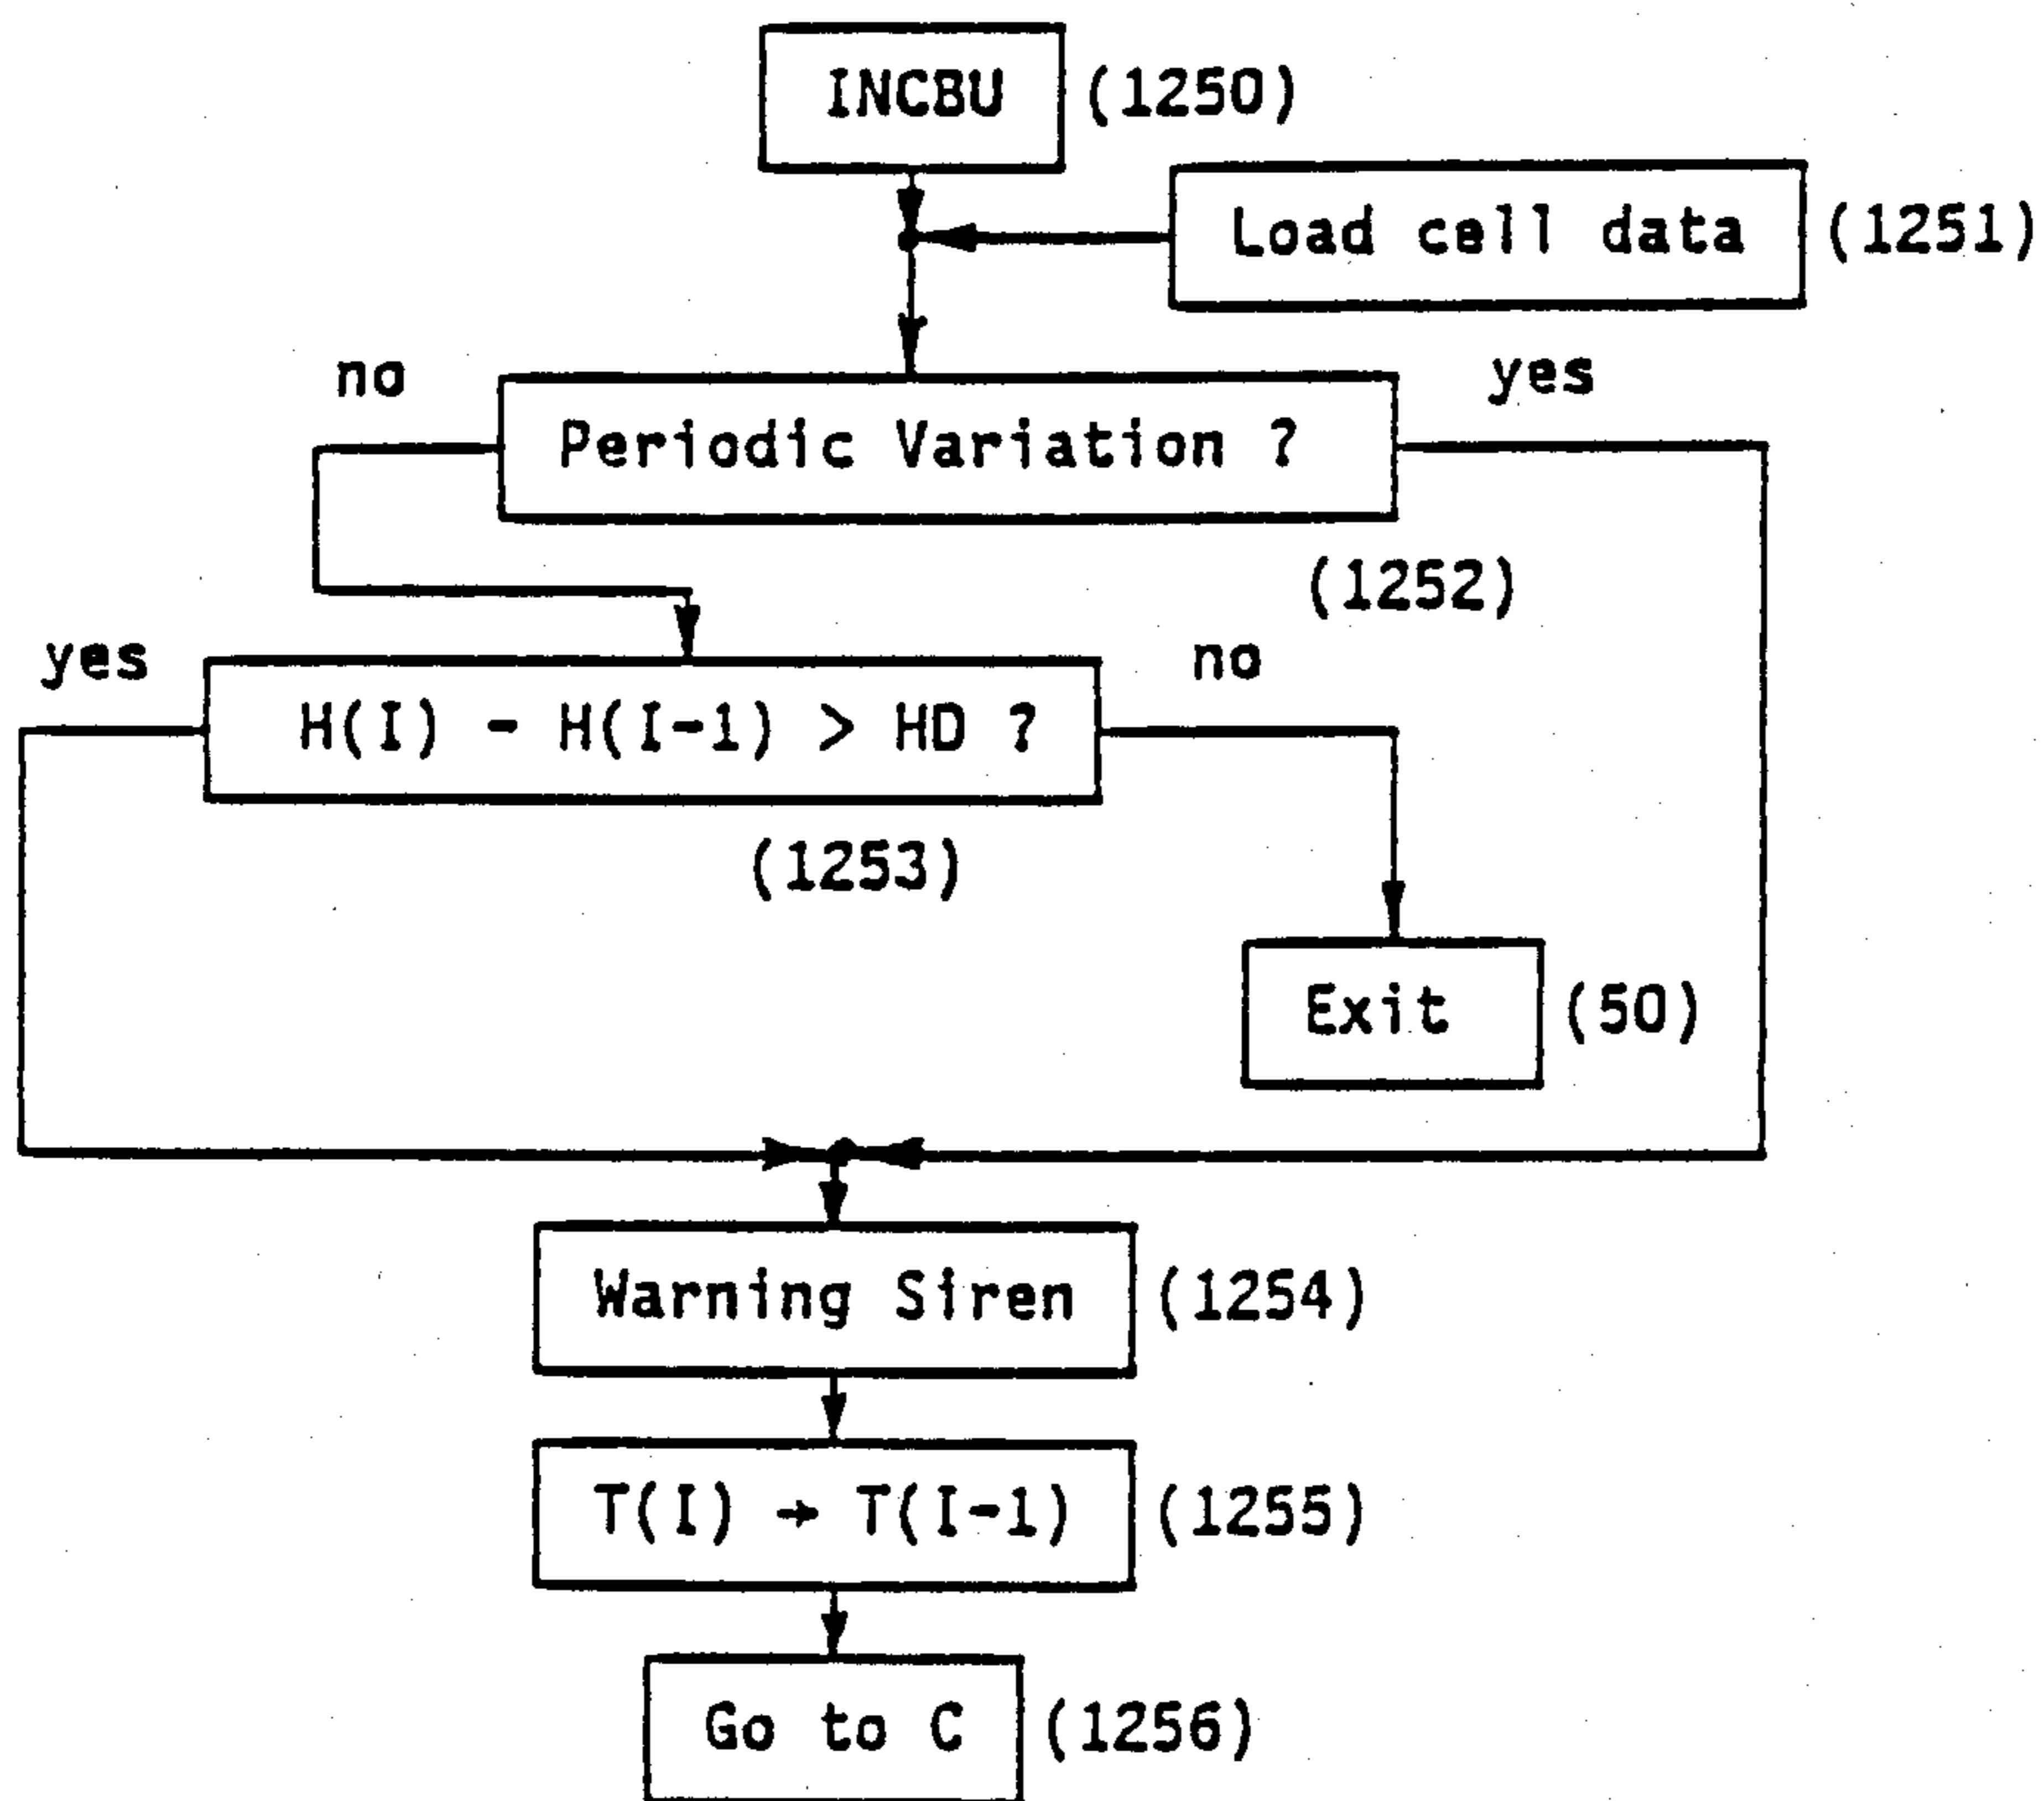 INCBU (1250)
Load cell data (1251)
no
yes
Periodic Variation ?
(1252)
yes
no
H(I) - H(I-1) > HD ?
(1253)
Exit (50)
Warning Siren (1254)
T(I) → T(I-1) (1255)
Go to C (1256)